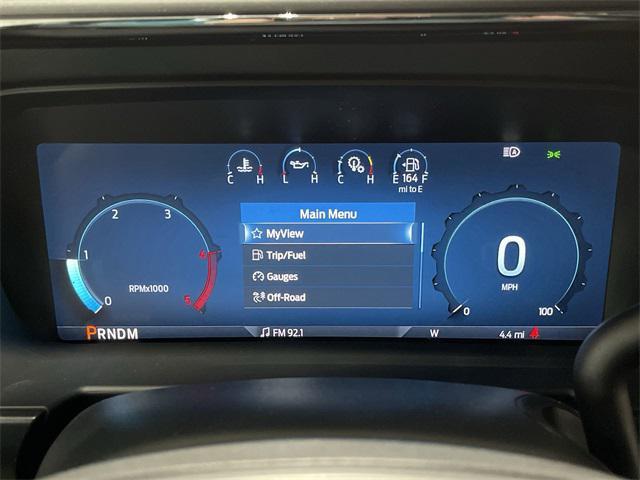 C H L H C H E F
164
mi to E
Main Menu
MyView
Trip/Fuel
Gauges
Off-Road
2 3
1 4
0 5
RPMx1000
0
MPH
0 100
PRNDM
FM 92.1
W
4.4 mi